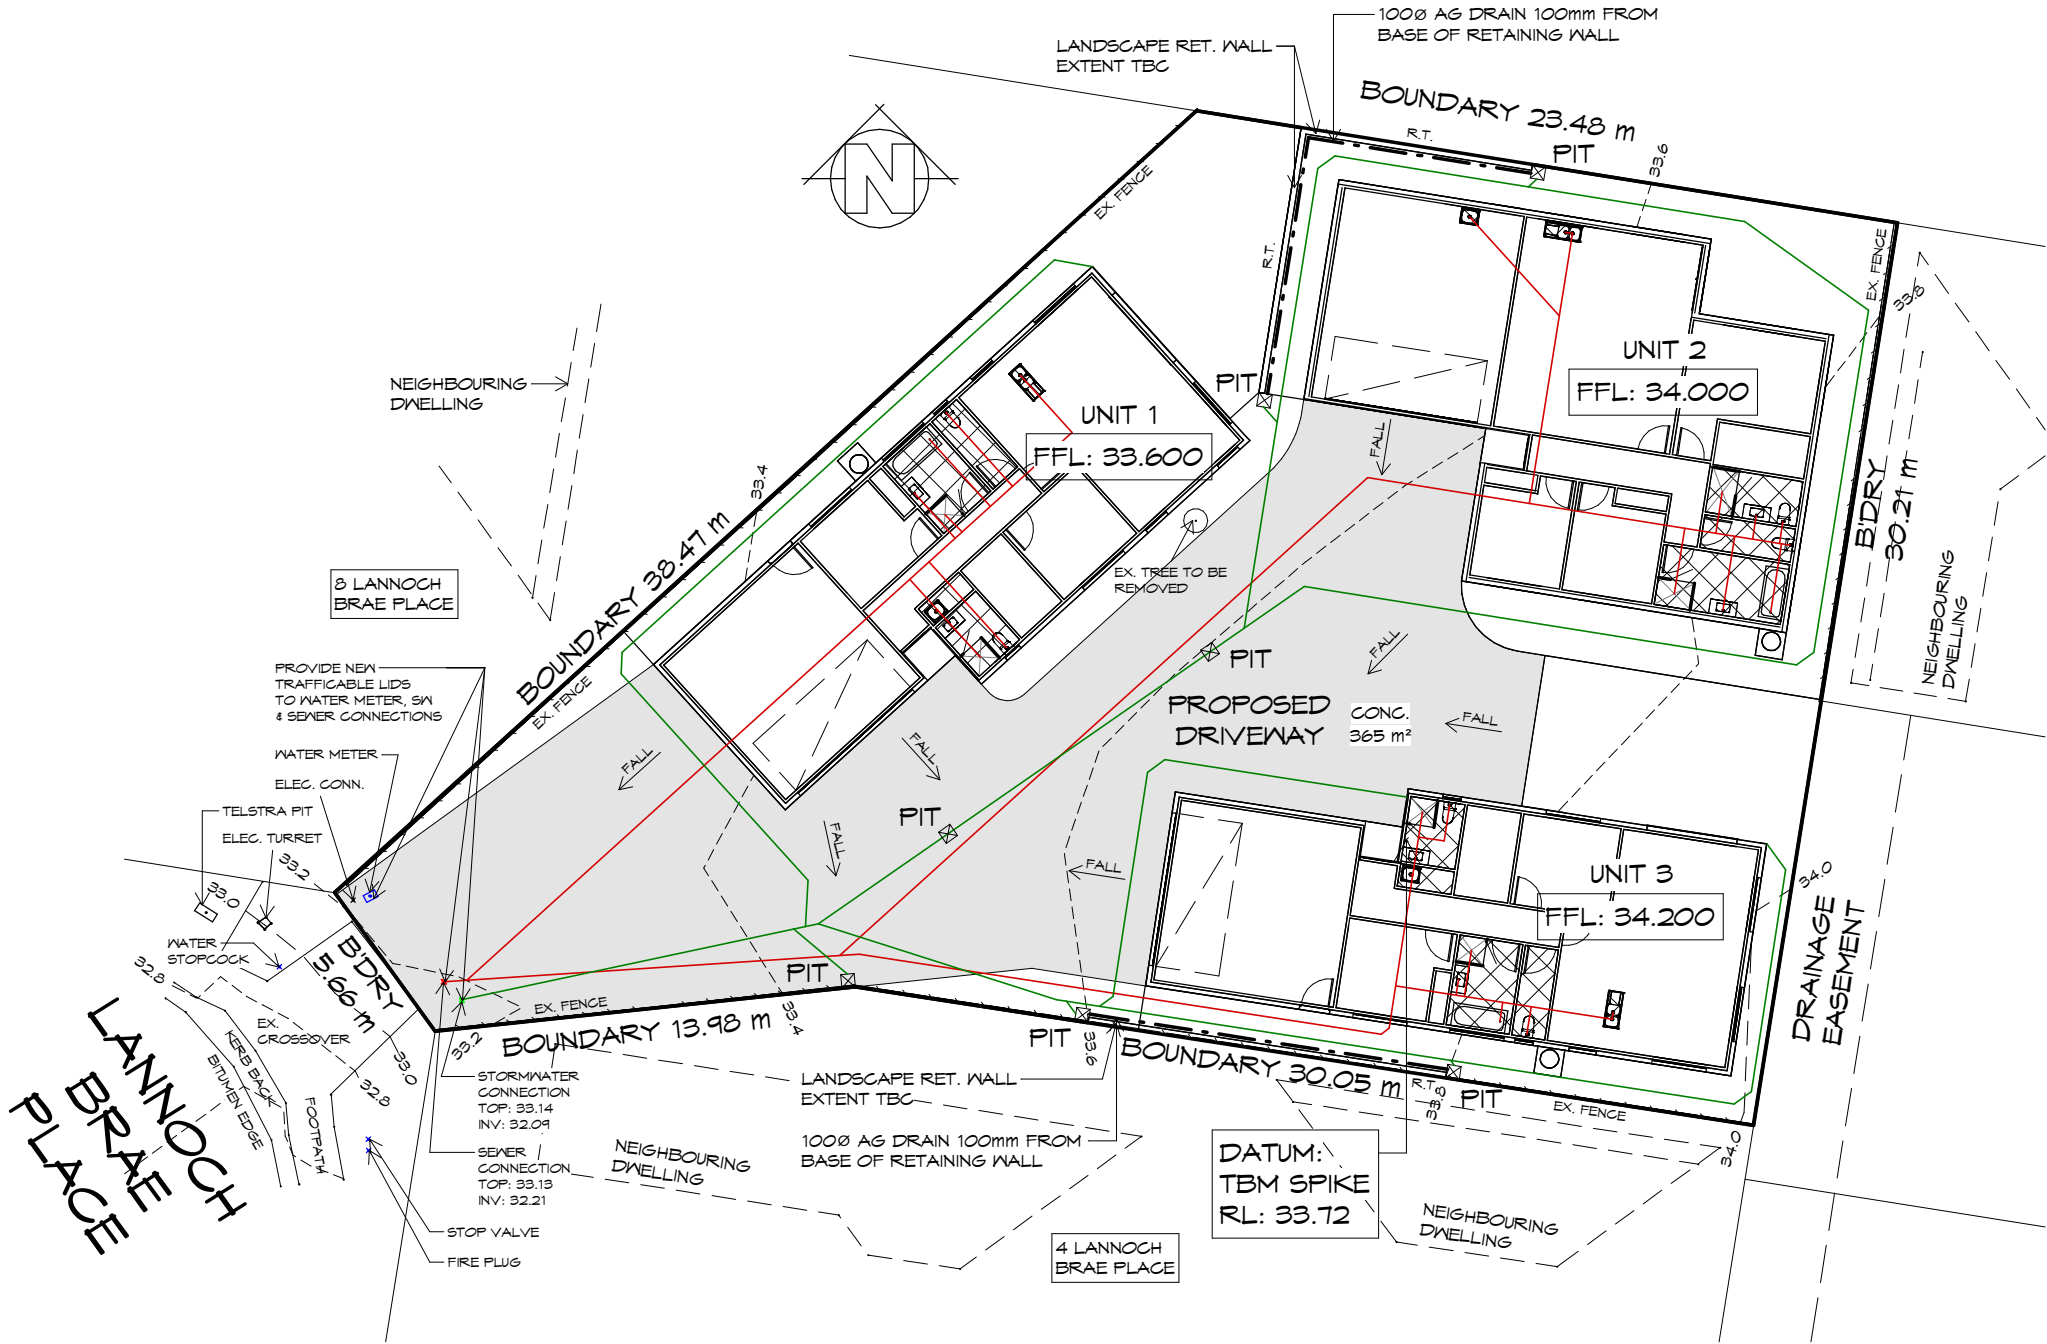 100Ø AG DRAIN 100mm FROM
BASE OF RETAINING WALL
LANDSCAPE RET. WALL
EXTENT TBC
BOUNDARY 23.48 m
R.T.
PIT
33.6
N
EX. FENCE
R.T.
EX. FENCE
33.8
UNIT 2
FFL: 34.000
NEIGHBOURING
DWELLING
PIT
UNIT 1
FFL: 33.600
FALL
33.4
B'DRY
30.21 m
BOUNDARY 38.47 m
EX. FENCE
8 LANNOCH
BRAE PLACE
EX. TREE TO BE
REMOVED
NEIGHBOURING
DWELLING
FALL
PIT
PROVIDE NEW
TRAFFICABLE LIDS
TO WATER METER, SW
& SEWER CONNECTIONS
PROPOSED
DRIVEWAY
CONC.
365 m²
FALL
FALL
FALL
WATER METER
ELEC. CONN.
TELSTRA PIT
ELEC. TURRET
PIT
FALL
FALL
UNIT 3
FFL: 34.200
34.0
33.2
33.0
DRAINAGE
EASEMENT
WATER
STOPCOCK
32.8
B'DRY
5.66 m
PIT
EX. FENCE
33.4
BOUNDARY 13.98 m
33.2
EX.
CROSSOVER
33.0
32.8
KERB BACK
BITUMEN EDGE
FOOTPATH
LANNOCH
BRAE
PLACE
PIT
33.6
BOUNDARY 30.05 m
R.T.
33.8
PIT
EX. FENCE
34.0
STORMWATER
CONNECTION
TOP: 33.14
INV: 32.09
LANDSCAPE RET. WALL
EXTENT TBC
100Ø AG DRAIN 100mm FROM
BASE OF RETAINING WALL
SEWER
CONNECTION
TOP: 33.13
INV: 32.21
NEIGHBOURING
DWELLING
DATUM:
TBM SPIKE
RL: 33.72
NEIGHBOURING
DWELLING
STOP VALVE
FIRE PLUG
4 LANNOCH
BRAE PLACE